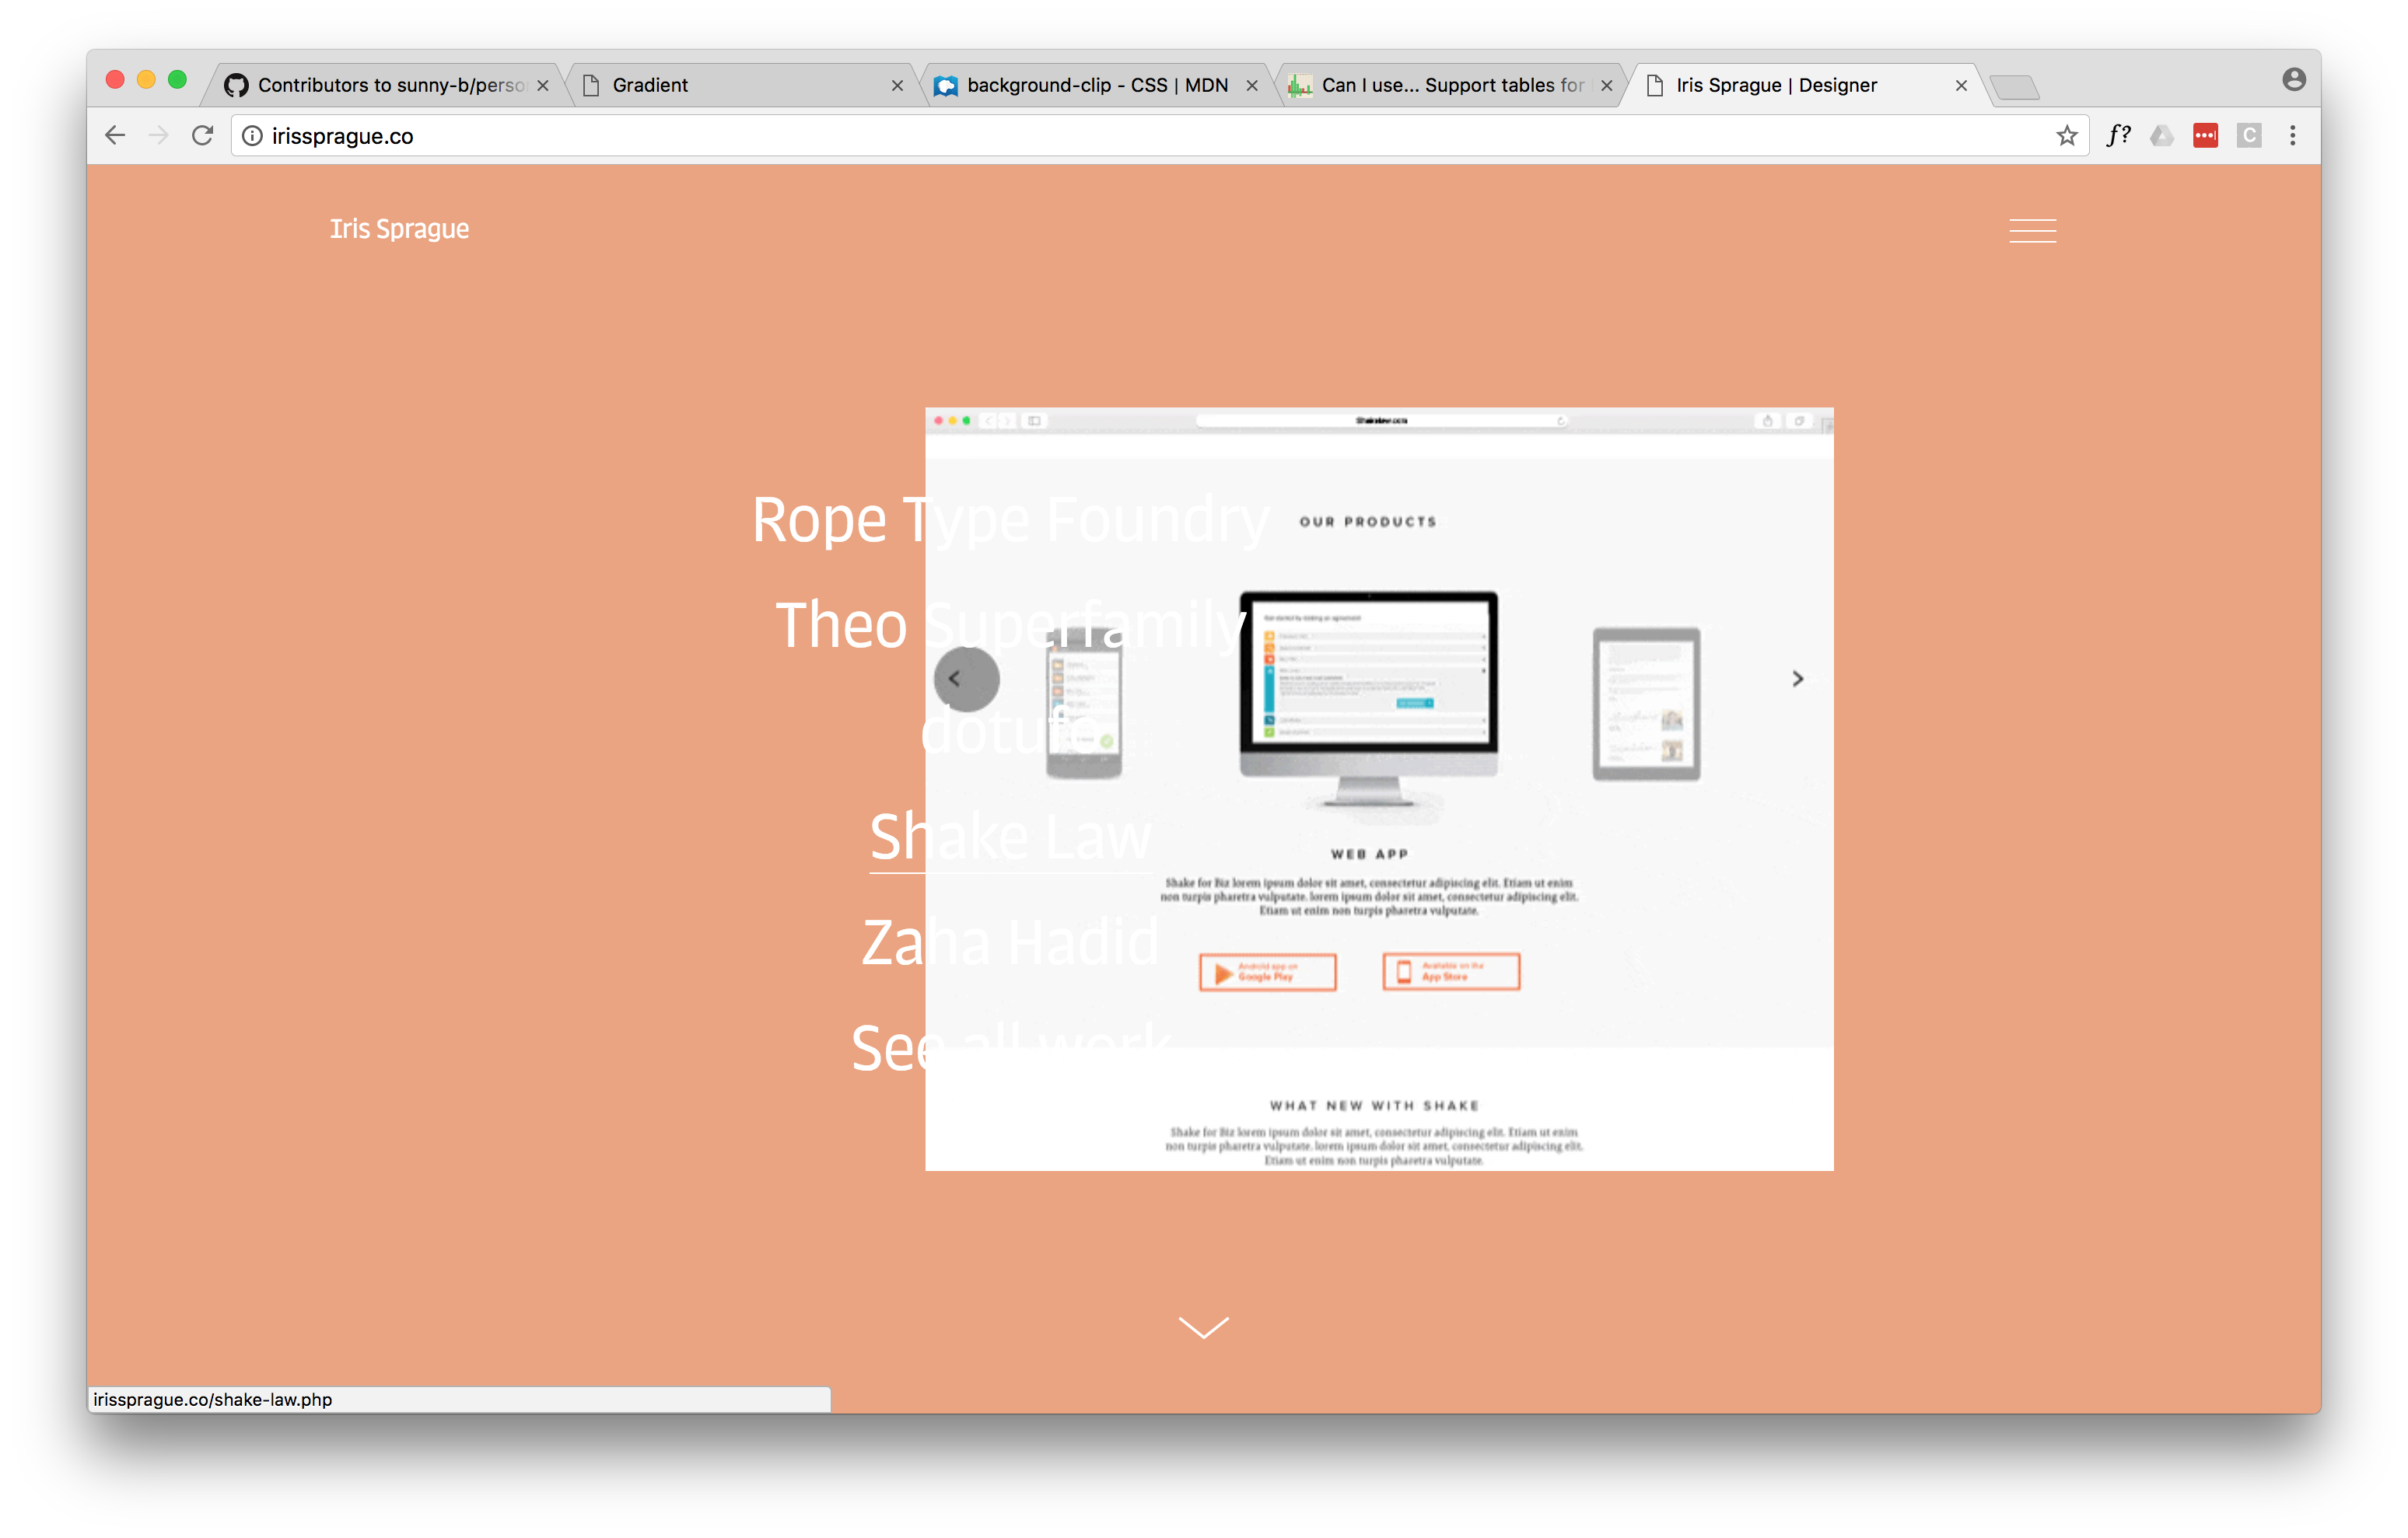 Contributors to sunny-b/perso
Gradient
background-clip - CSS | MDN
Can I use... Support tables for
Iris Sprague | Designer
irissprague.co
f?
C
Iris Sprague
Rope Type Foundry
OUR PRODUCTS
Theo Superfamily
Get started by making an agreement
Shake Law
WEB APP
Shake for Biz lorem ipsum dolor sit amet, consectetur adipiscing elit. Etiam ut enim
non turpis pharetra vulputate. lorem ipsum dolor sit amet, consectetur adipiscing elit.
Etiam ut enim non turpis pharetra vulputate.
Zaha Hadid
Android app on
Google Play
Available on the
App Store
See all work
WHAT NEW WITH SHAKE
Shake for Biz lorem ipsum dolor sit amet, consectetur adipiscing elit. Etiam ut enim
non turpis pharetra vulputate. lorem ipsum dolor sit amet, consectetur adipiscing elit.
Etiam ut enim non turpis pharetra vulputate.
irissprague.co/shake-law.php